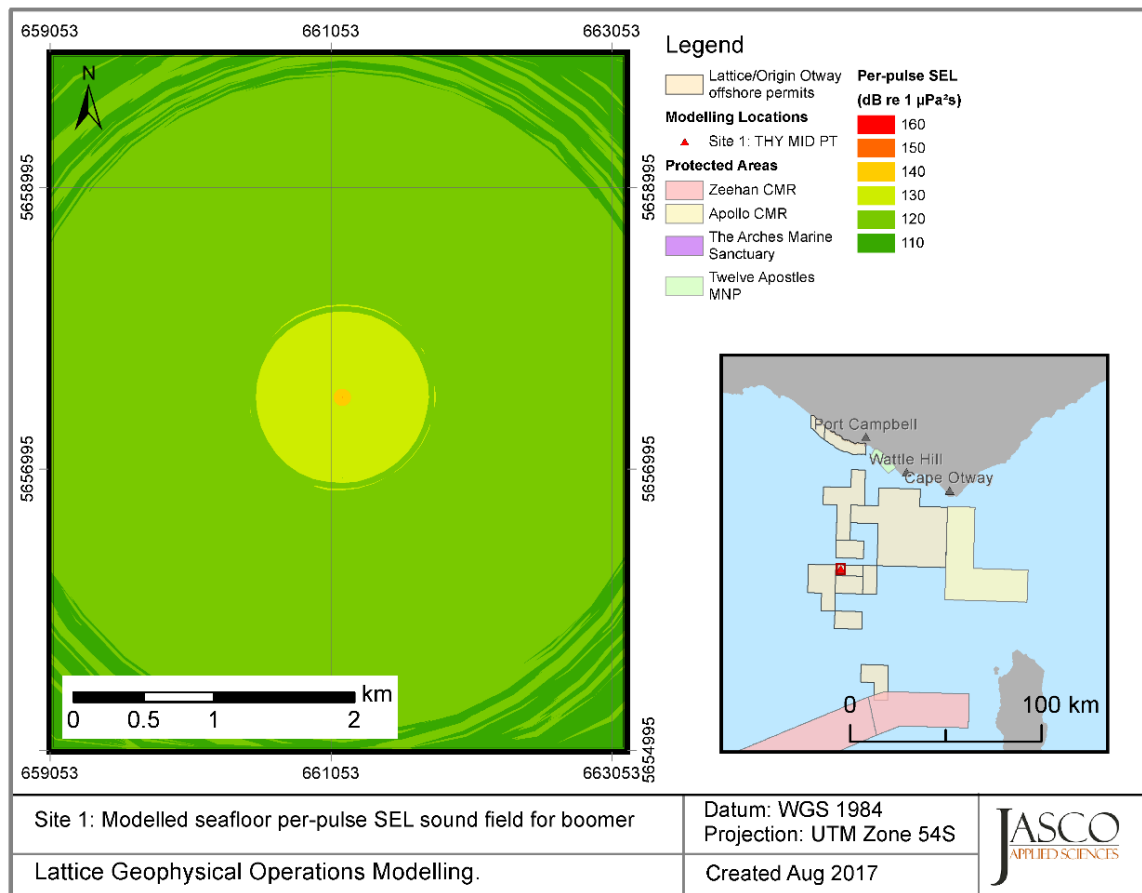 659053
661053
663053
N
5658995
5658995
5656995
5656995
5654995
km
0
0.5
1
2
659053
661053
663053
Legend
Lattice/Origin Otway
offshore permits
Modelling Locations
Site 1: THY MID PT
Protected Areas
Zeehan CMR
Apollo CMR
The Arches Marine
Sanctuary
Twelve Apostles
MNP
Per-pulse SEL
(dB re 1 µPa²s)
160
150
140
130
120
110
Port Campbell
Wattle Hill
Cape Otway
0
100 km
Site 1: Modelled seafloor per-pulse SEL sound field for boomer
Lattice Geophysical Operations Modelling.
Datum: WGS 1984
Projection: UTM Zone 54S
Created Aug 2017
JASCO
APPLIED SCIENCES